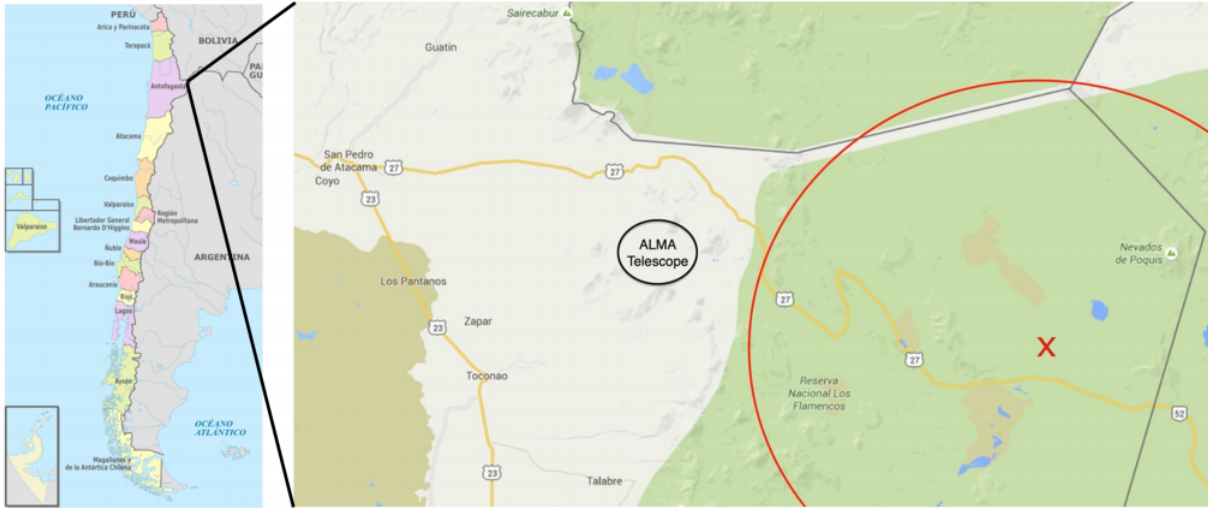 PERÚ
Arica y Parinacota
BOLIVIA
Tarapacá
PA
GU
Antofagasta
OCÉANO
PACÍFICO
Atacama
Coquimbo
Valparaíso
Región
Metropolitana
Libertador General
Bernardo O'Higgins
Valparaíso
Maule
Ñuble
Bío-Bío
ARGENTINA
Araucanía
Ríos
Lagos
Aysén
OCÉANO
ATLÁNTICO
Magallanes y
de la Antártica Chilena
Sairecabur
Guatin
San Pedro
de Atacama
Coyo
27
27
23
ALMA
Telescope
Nevados
de Poquis
Los Pantanos
27
Zapar
23
X
27
Toconao
Reserva
Nacional Los
Flamencos
52
23
Talabre